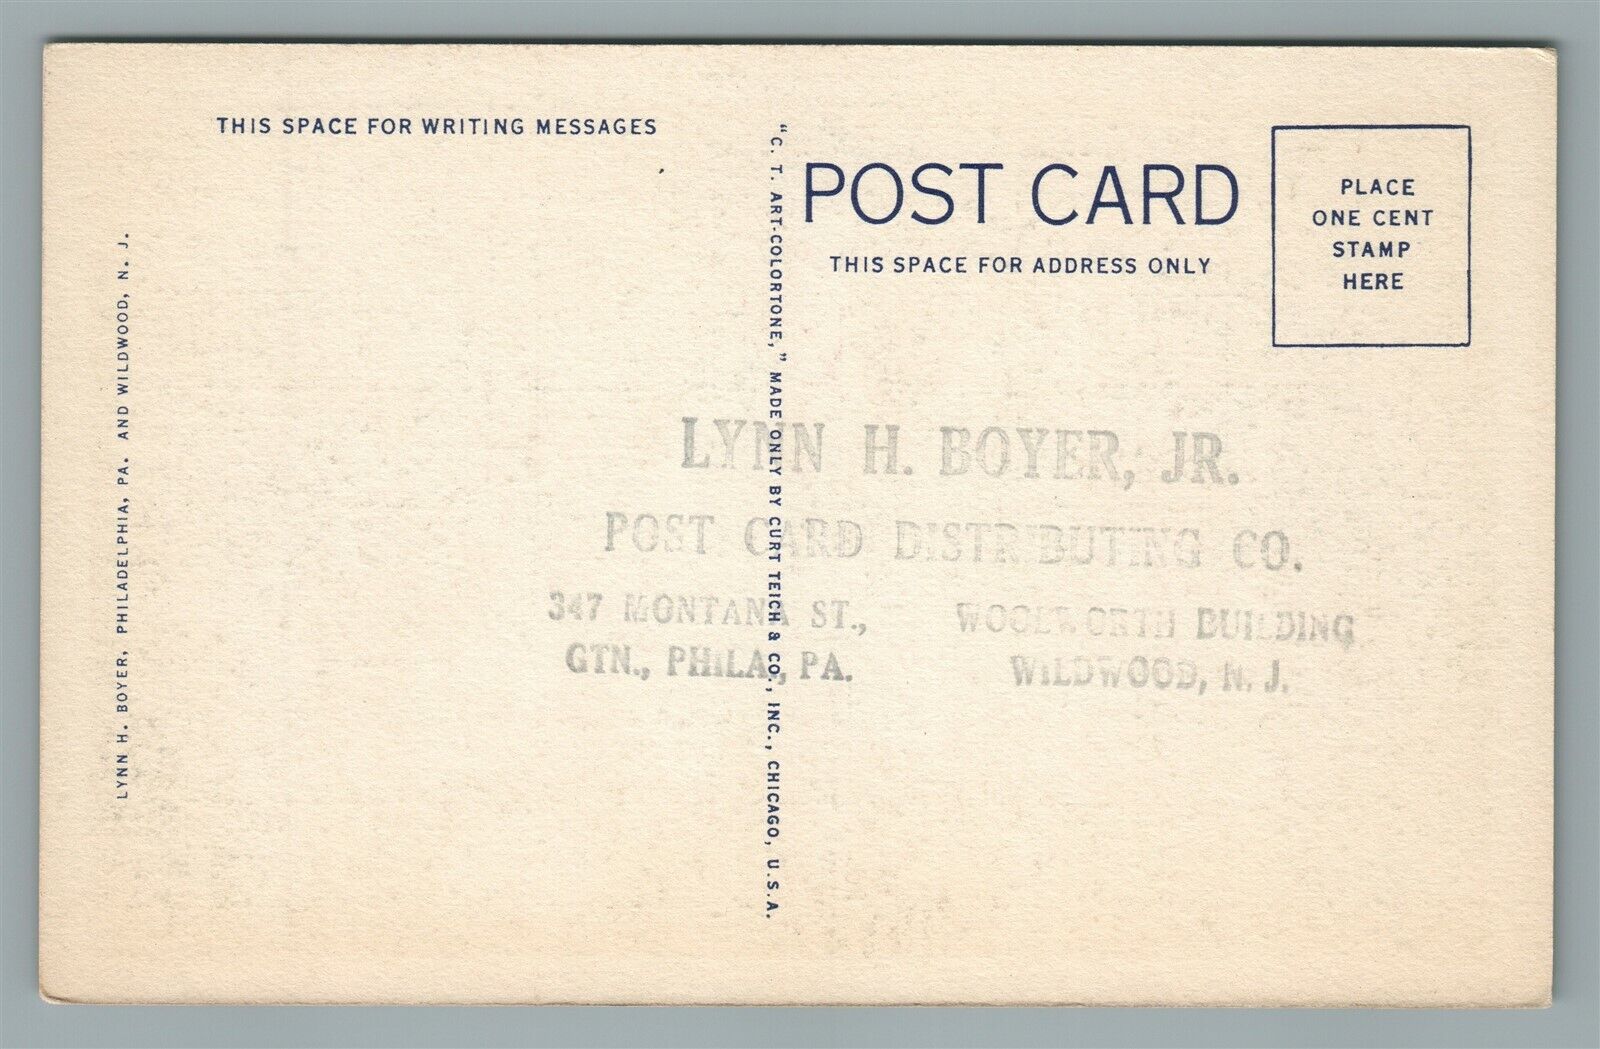 THIS SPACE FOR WRITING MESSAGES
LYNN H. BOYER, PHILADELPHIA, PA. AND WILDWOOD, N. J.
"C. T. ART-COLORTONE," MADE ONLY BY CURT TEICH & CO., INC., CHICAGO, U.S.A.
POST CARD
THIS SPACE FOR ADDRESS ONLY
PLACE
ONE CENT
STAMP
HERE
LYNN H. BOYER, JR.
POST CARD DISTRIBUTING CO.
347 MONTANA ST.,
GTN., PHILA., PA.
WOOLWORTH BUILDING
WILDWOOD, N. J.